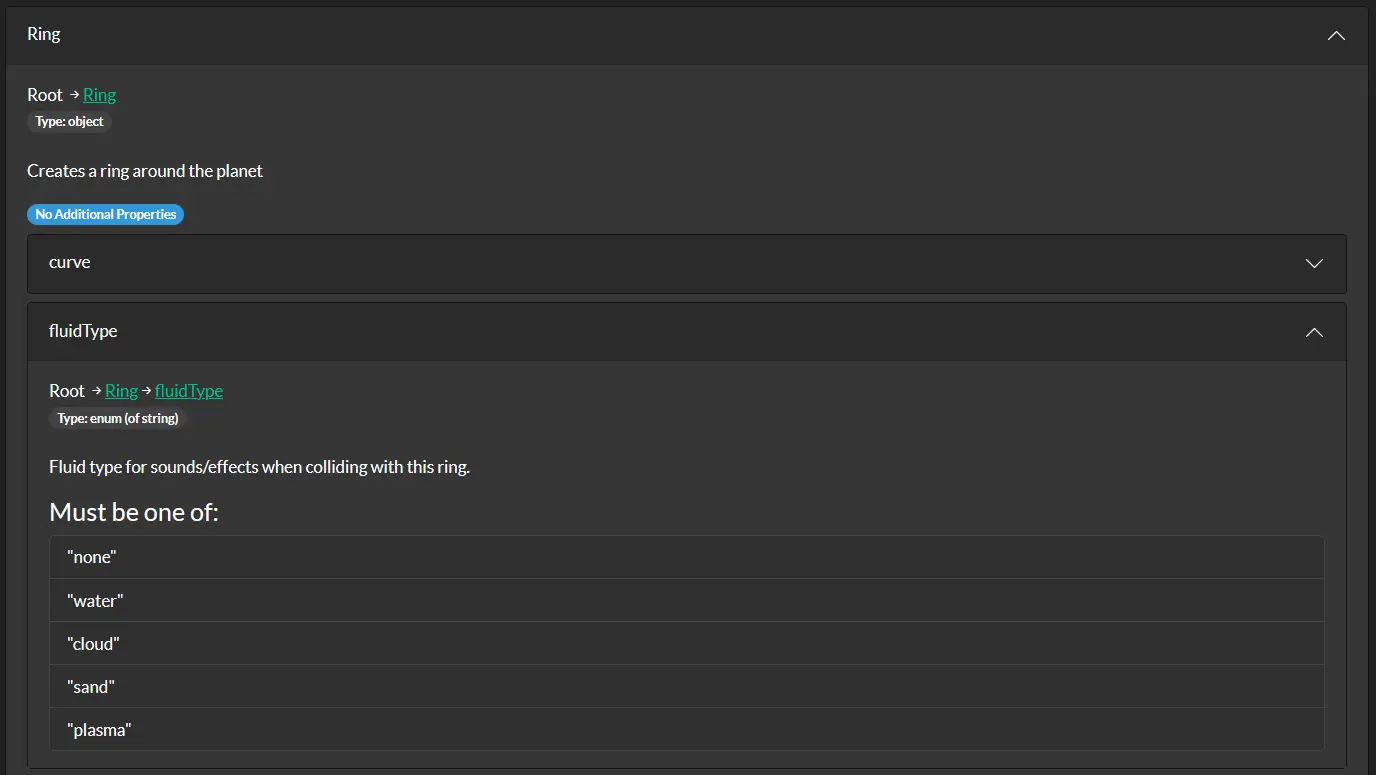 Ring
Root → Ring
Type: object
Creates a ring around the planet
No Additional Properties
curve
fluidType
Root → Ring → fluidType
Type: enum (of string)
Fluid type for sounds/effects when colliding with this ring.
Must be one of:
"none"
"water"
"cloud"
"sand"
"plasma"